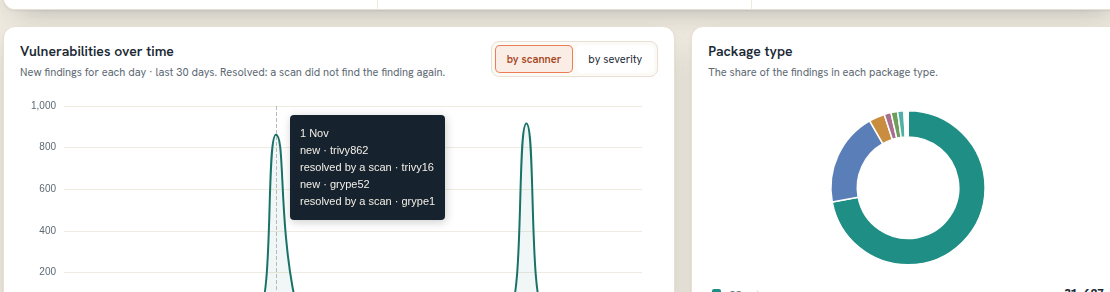 Vulnerabilities over time
New findings for each day · last 30 days. Resolved: a scan did not find the finding again.
by scanner
by severity
1,000
800
600
400
200
1 Nov
new · trivy862
resolved by a scan · trivy16
new · grype52
resolved by a scan · grype1
Package type
The share of the findings in each package type.